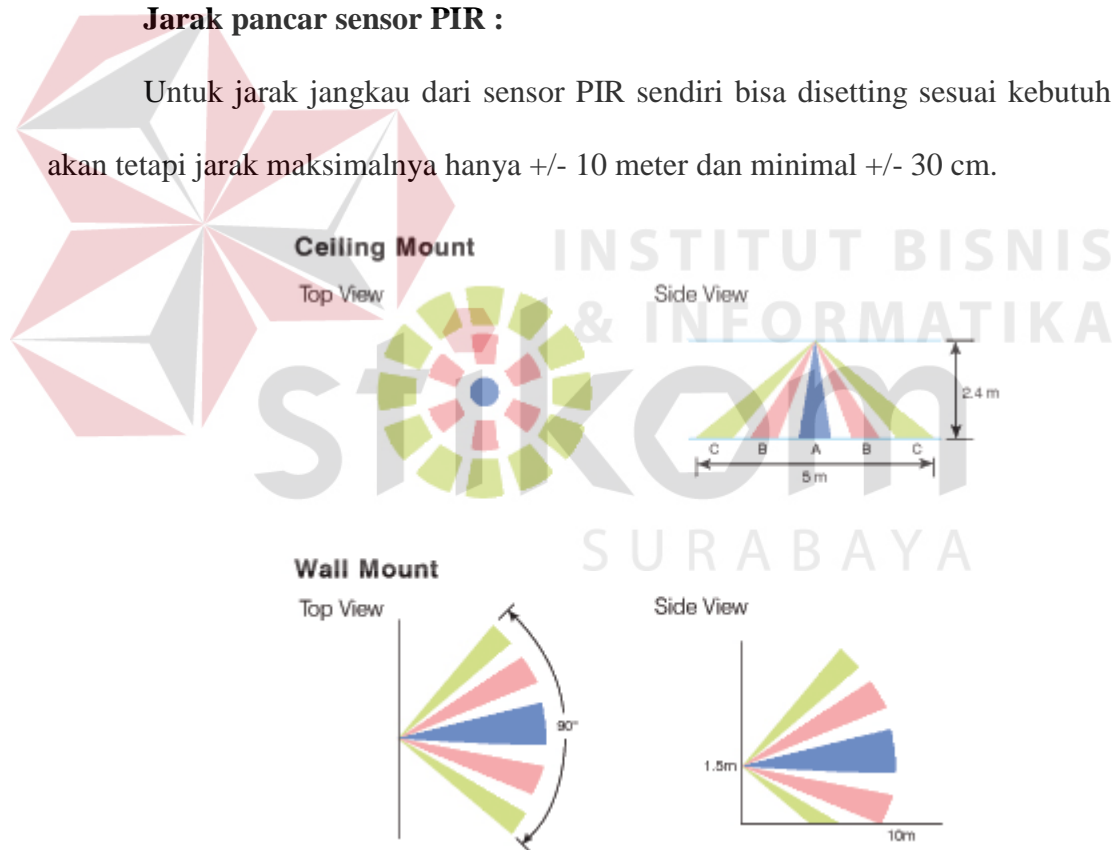 Jarak pancar sensor PIR :
Untuk jarak jangkau dari sensor PIR sendiri bisa disetting sesuai kebutuh
akan tetapi jarak maksimalnya hanya +/- 10 meter dan minimal +/- 30 cm.
INSTITUT BISNIS
& INFORMATIKA
stikom
SURABAYA
Ceiling Mount
Top View
Side View
2.4 m
C B A B C
5 m
Wall Mount
Top View
Side View
90°
1.5m
10m